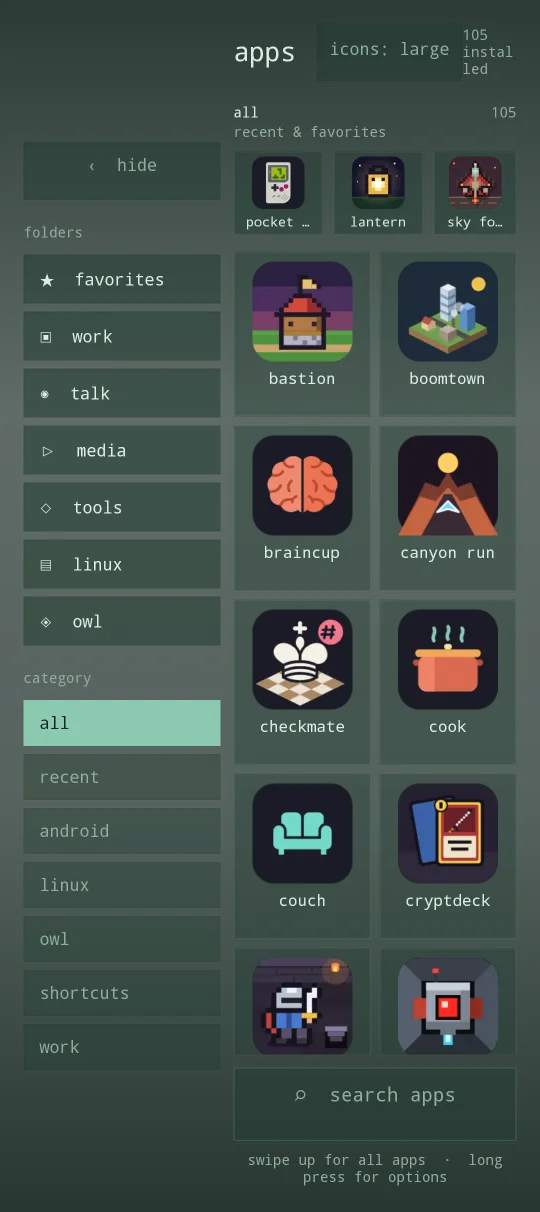 apps
icons: large
105
instal
led
‹ hide
folders
★ favorites
▣ work
◉ talk
▷ media
◇ tools
▤ linux
◈ owl
category
all
recent
android
linux
owl
shortcuts
work
all 105
recent & favorites
pocket …
lantern
sky fo…
bastion
boomtown
braincup
canyon run
checkmate
#
cook
couch
cryptdeck
⌕ search apps
swipe up for all apps · long
press for options